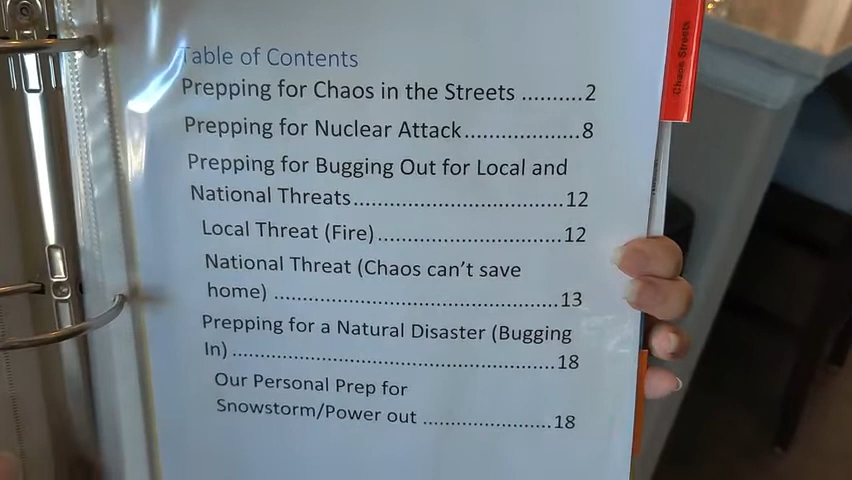 Table of Contents
Prepping for Chaos in the Streets ..........2
Prepping for Nuclear Attack..................8
Prepping for Bugging Out for Local and
National Threats................................12
Local Threat (Fire)............................12
National Threat (Chaos can't save
home) ...........................................13
Prepping for a Natural Disaster (Bugging
In) .................................................18
Our Personal Prep for
Snowstorm/Power out ......................18
Chaos Streets